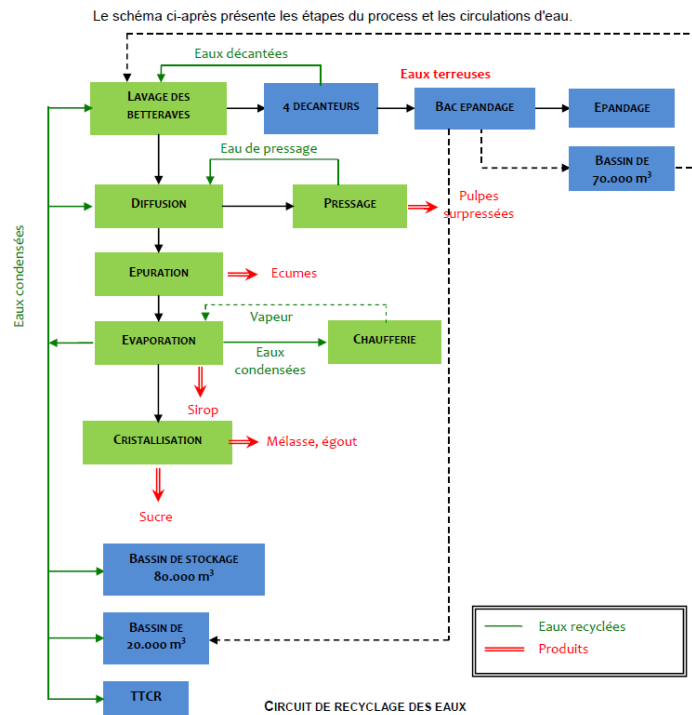 Le schéma ci-après présente les étapes du process et les circulations d'eau.
Eaux décantées
Eaux terreuses
LAVAGE DES
BETTERAVES
4 DECANTEURS
BAC EPANDAGE
EPANDAGE
Eau de pressage
BASSIN DE
70.000 m³
DIFFUSION
PRESSAGE
Pulpes
surpressées
Eaux condensées
EPURATION
Ecumes
Vapeur
EVAPORATION
CHAUFFERIE
Eaux
condensées
Sirop
CRISTALLISATION
Mélasse, égout
Sucre
BASSIN DE STOCKAGE
80.000 m³
BASSIN DE
20.000 m³
Eaux recyclées
Produits
TTCR
CIRCUIT DE RECYCLAGE DES EAUX